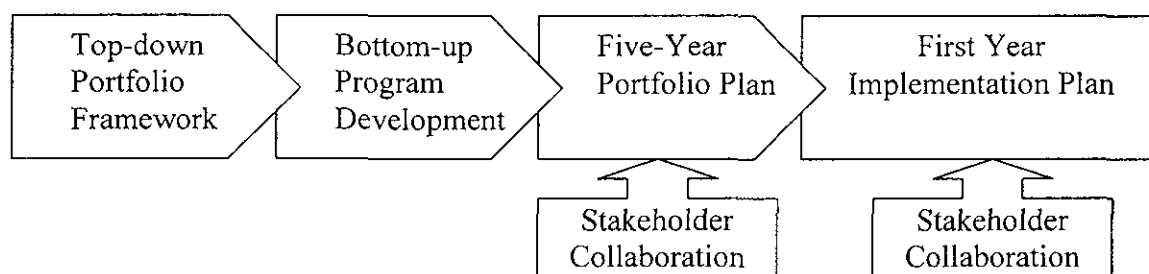 Top-down
Portfolio
Framework
Bottom-up
Program
Development
Five-Year
Portfolio Plan
First Year
Implementation Plan
Stakeholder
Collaboration
Stakeholder
Collaboration